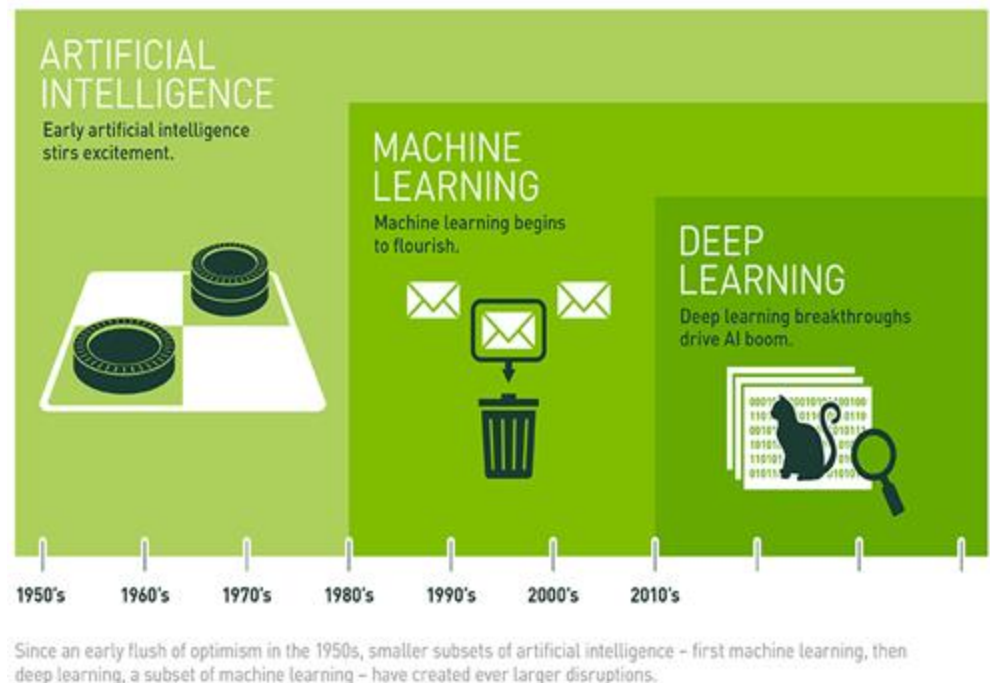 ARTIFICIAL
INTELLIGENCE
Early artificial intelligence
stirs excitement.
MACHINE
LEARNING
Machine learning begins
to flourish.
DEEP
LEARNING
Deep learning breakthroughs
drive AI boom.
1950's 1960's 1970's 1980's 1990's 2000's 2010's
Since an early flush of optimism in the 1950s, smaller subsets of artificial intelligence – first machine learning, then
deep learning, a subset of machine learning – have created ever larger disruptions.